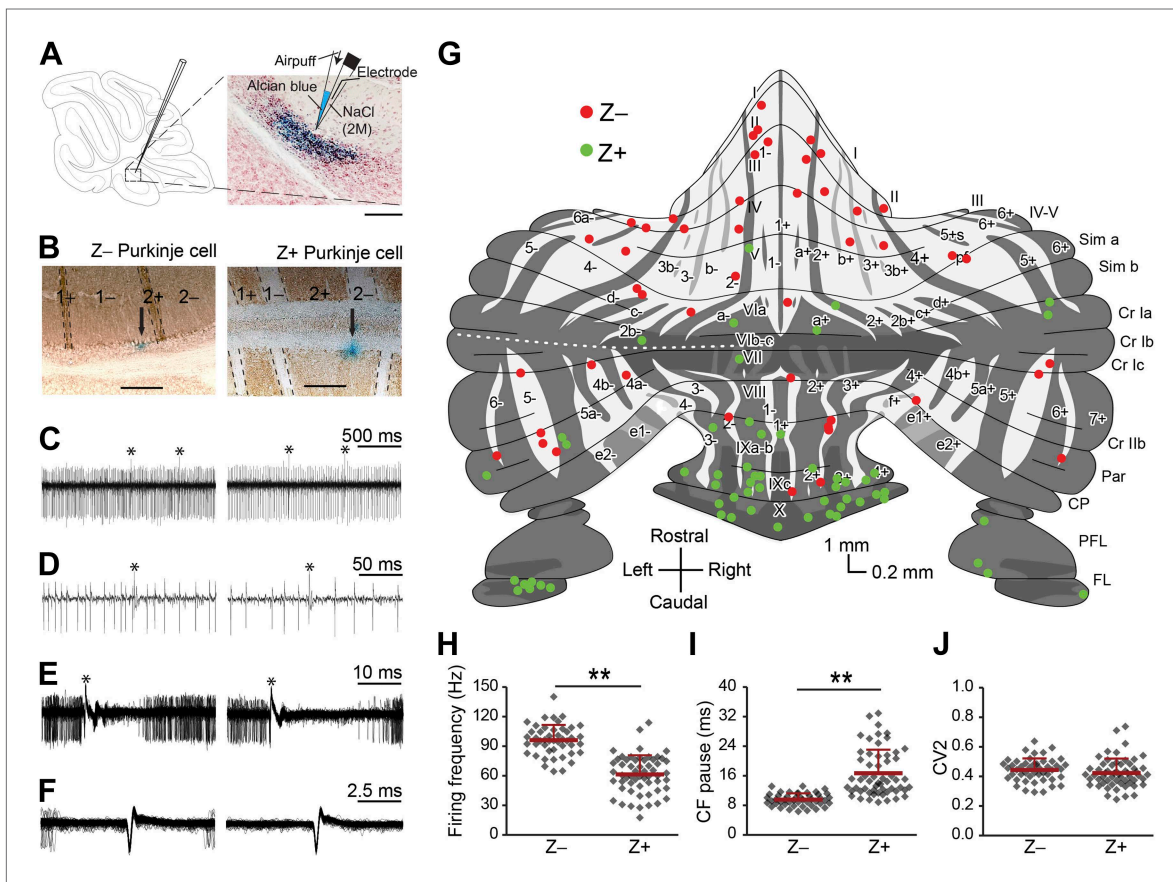 A
Airpuff
Electrode
Alcian blue
NaCl
(2M)
B
Z– Purkinje cell
Z+ Purkinje cell
1+ 1– 2+ 2–
1+ 1– 2+ 2–
C
500 ms
* *
* *
D
50 ms
*
*
E
10 ms
*
*
F
2.5 ms
G
Z–
Z+
I
II
1-
III
I
II
III
IV-V
IV
6a-
6+
6+
5+s
5-
1+
V
a+
2+
b+
4+
pf
5+
6+
Sim a
4-
3b-
3-
b-
2-
1-
3+
3b+
Sim b
d-
c-
VIa
a-
a+
2+
2b+
c+
d+
Cr Ia
2b-
VIb-c
Cr Ib
VII
Cr Ic
6-
5-
4b-
4a-
3-
VIII
2+
3+
4+
4b+
5a+
5+
6+
7+
5a-
4-
1-
f+
e1+
e1-
3-
2-
1+
IXa-b
e2-
e2+
Cr IIb
Par
IXc
2+
3+
4+
CP
X
PFL
FL
Rostral
Left Right
Caudal
1 mm
0.2 mm
H
Firing frequency (Hz)
150
120
90
60
30
0
**
Z– Z+
I
CF pause (ms)
40
32
24
16
8
0
**
Z– Z+
J
CV2
1.0
0.8
0.6
0.4
0.2
0.0
Z– Z+